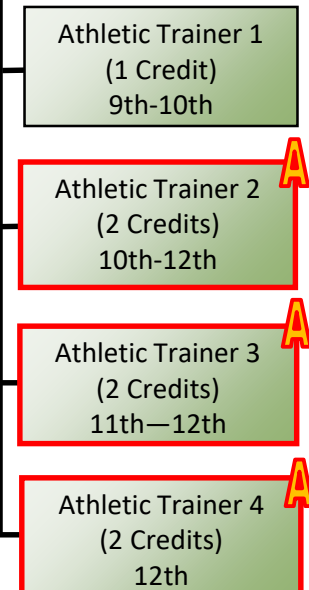 Athletic Trainer 1
(1 Credit)
9th-10th
A
Athletic Trainer 2
(2 Credits)
10th-12th
A
Athletic Trainer 3
(2 Credits)
11th—12th
A
Athletic Trainer 4
(2 Credits)
12th